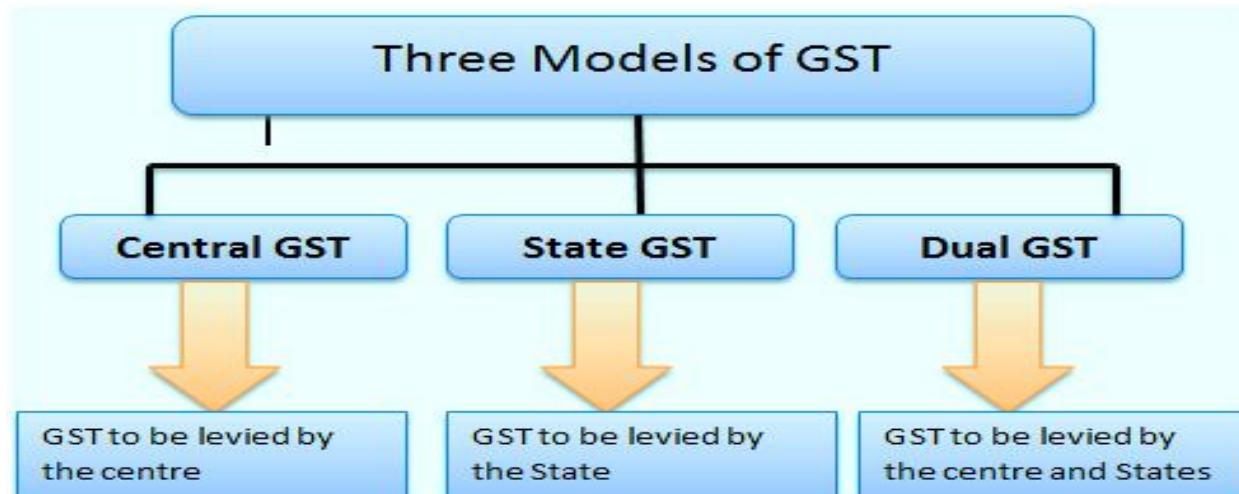 Three Models of GST
Central GST
State GST
Dual GST
GST to be levied by
the centre
GST to be levied by
the State
GST to be levied by
the centre and States